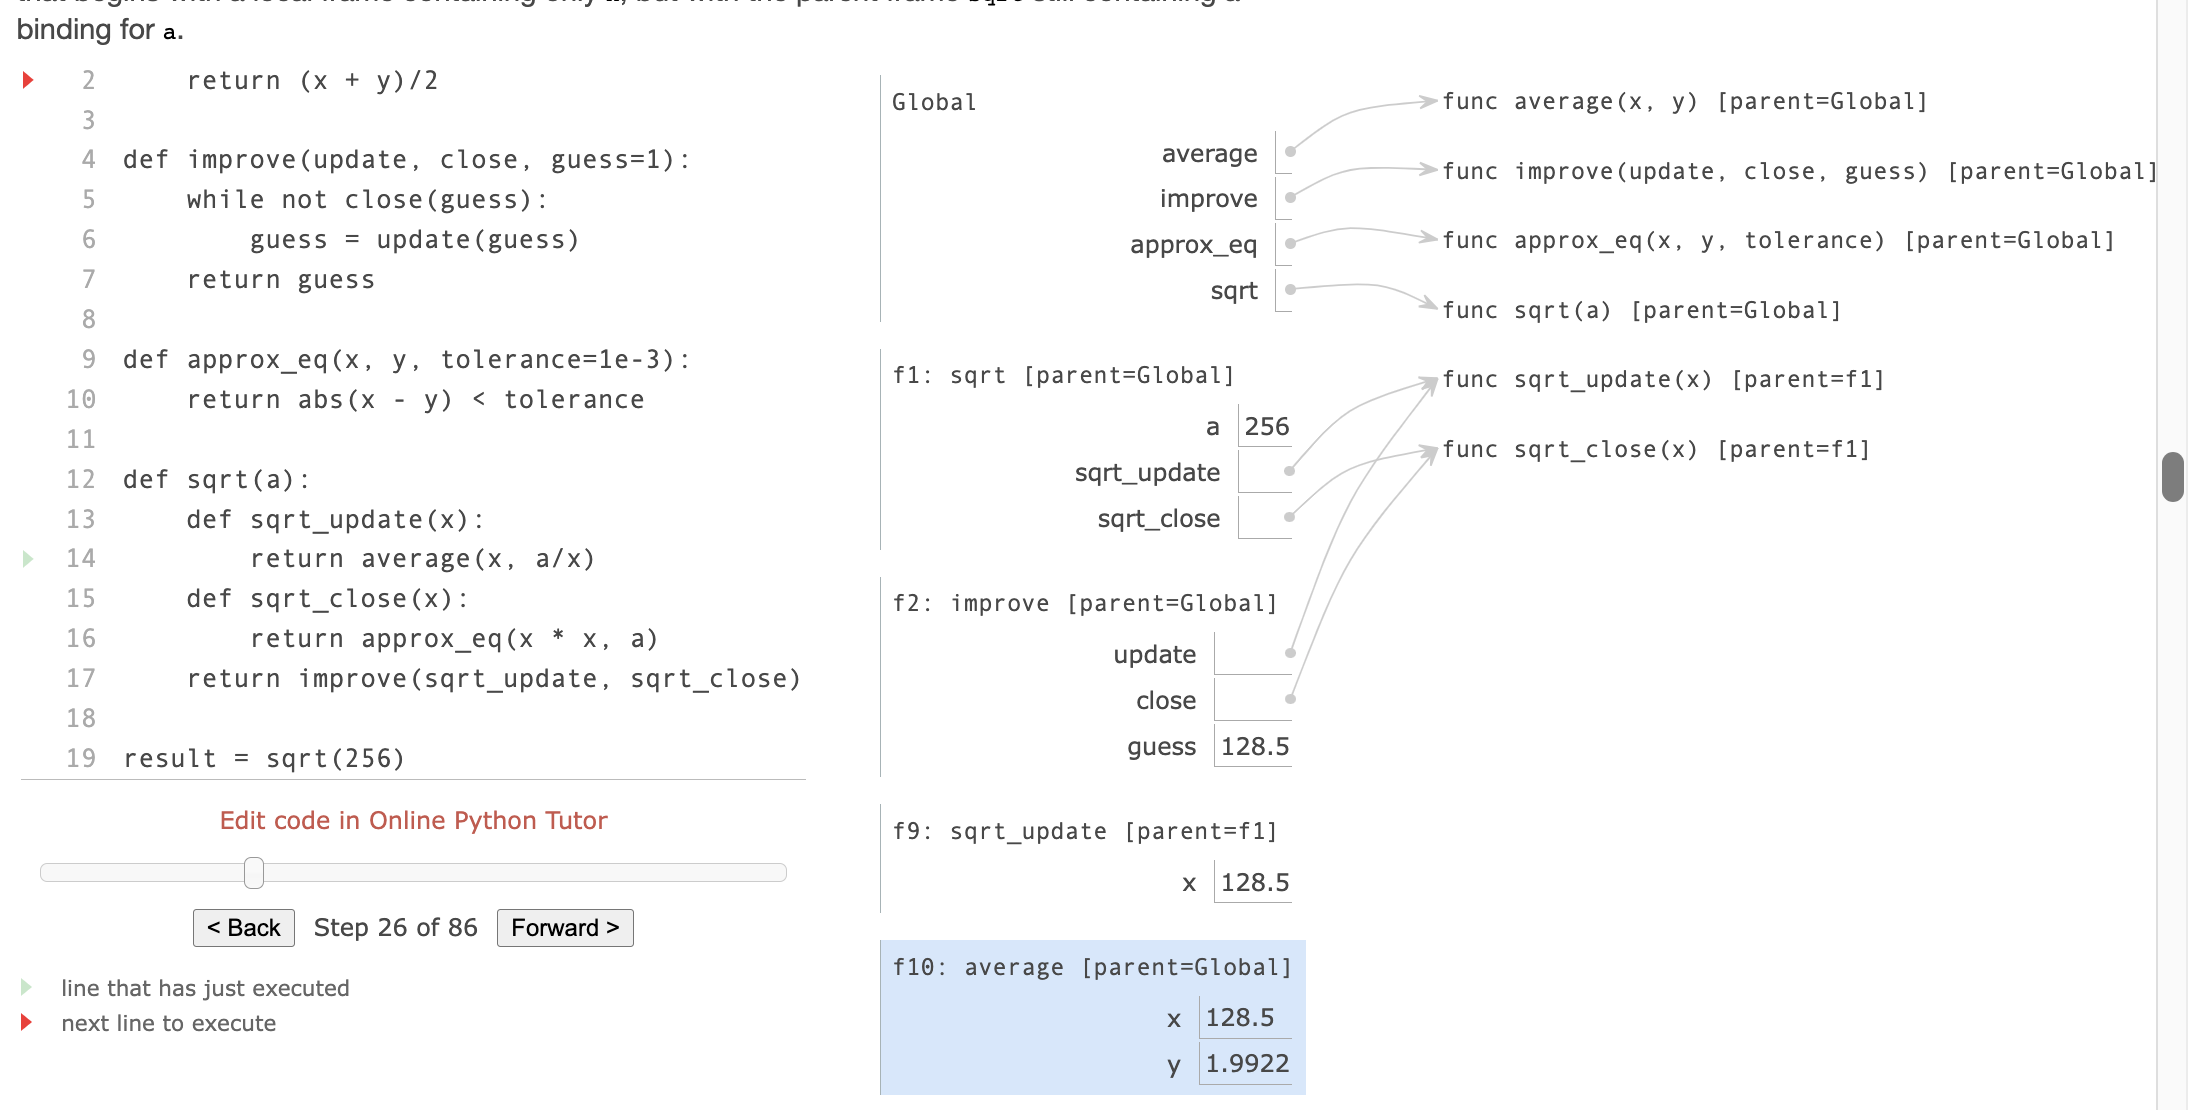 binding for a.
2 return (x + y)/2
3
4 def improve(update, close, guess=1):
5 while not close(guess):
6 guess = update(guess)
7 return guess
8
9 def approx_eq(x, y, tolerance=1e-3):
10 return abs(x - y) < tolerance
11
12 def sqrt(a):
13 def sqrt_update(x):
14 return average(x, a/x)
15 def sqrt_close(x):
16 return approx_eq(x * x, a)
17 return improve(sqrt_update, sqrt_close)
18
19 result = sqrt(256)
Edit code in Online Python Tutor
< Back Step 26 of 86 Forward >
line that has just executed
next line to execute
Global
average
improve
approx_eq
sqrt
f1: sqrt [parent=Global]
a 256
sqrt_update
sqrt_close
f2: improve [parent=Global]
update
close
guess 128.5
f9: sqrt_update [parent=f1]
x 128.5
f10: average [parent=Global]
x 128.5
y 1.9922
func average(x, y) [parent=Global]
func improve(update, close, guess) [parent=Global]
func approx_eq(x, y, tolerance) [parent=Global]
func sqrt(a) [parent=Global]
func sqrt_update(x) [parent=f1]
func sqrt_close(x) [parent=f1]